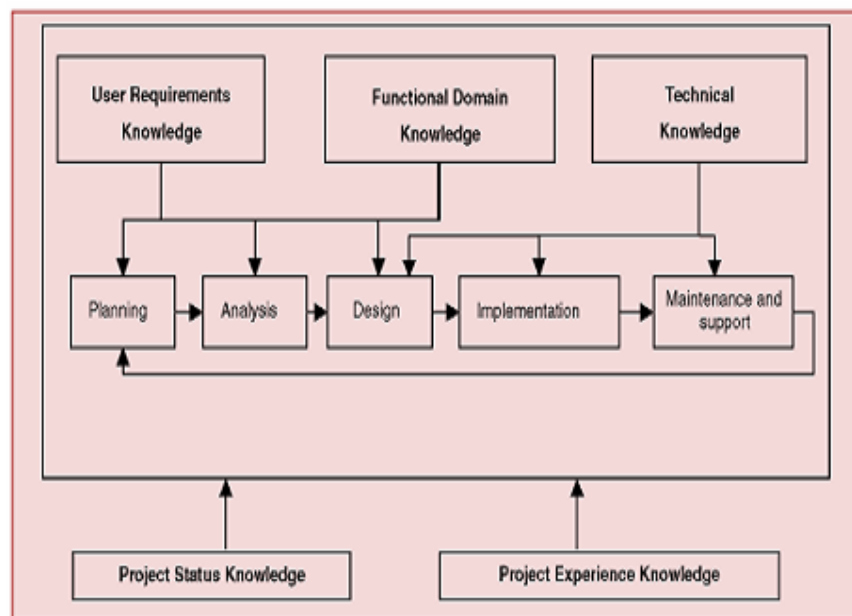 User Requirements
Knowledge
Functional Domain
Knowledge
Technical
Knowledge
Planning
Analysis
Design
Implementation
Maintenance and
support
Project Status Knowledge
Project Experience Knowledge